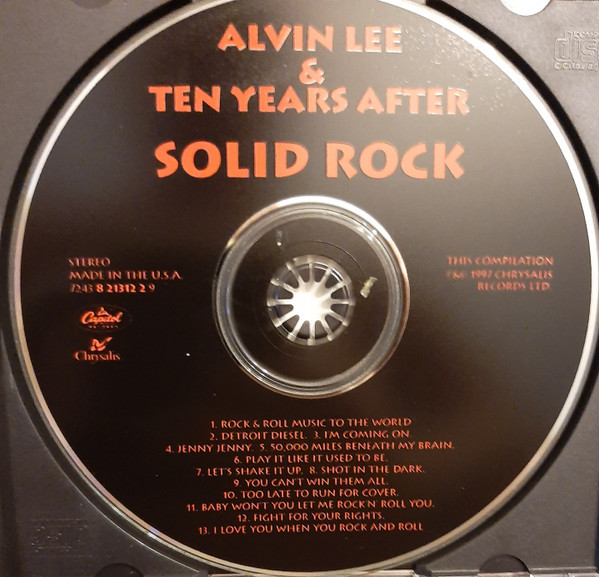 ALVIN LEE
&
TEN YEARS AFTER
SOLID ROCK
STEREO
MADE IN THE U.S.A.
7243 8 21312 2 9
Capitol
Chrysalis
THIS COMPILATION
℗&© 1997 CHRYSALIS
RECORDS LTD.
1. ROCK & ROLL MUSIC TO THE WORLD
2. DETROIT DIESEL. 3. I'M COMING ON.
4. JENNY JENNY. 5. 50,000 MILES BENEATH MY BRAIN.
6. PLAY IT LIKE IT USED TO BE.
7. LET'S SHAKE IT UP. 8. SHOT IN THE DARK.
9. YOU CAN'T WIN THEM ALL.
10. TOO LATE TO RUN FOR COVER.
11. BABY WON'T YOU LET ME ROCK N' ROLL YOU.
12. FIGHT FOR YOUR RIGHTS.
13. I LOVE YOU WHEN YOU ROCK AND ROLL